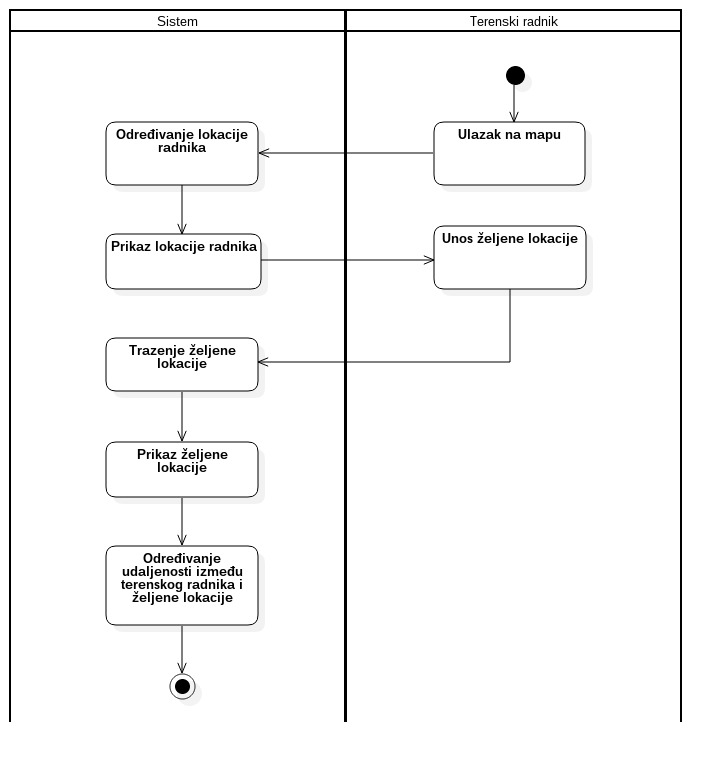 Sistem
Terenski radnik
Ulazak na mapu
Određivanje lokacije
radnika
Prikaz lokacije radnika
Unos željene lokacije
Trazenje željene
lokacije
Prikaz željene
lokacije
Određivanje
udaljenosti između
terenskog radnika i
željene lokacije